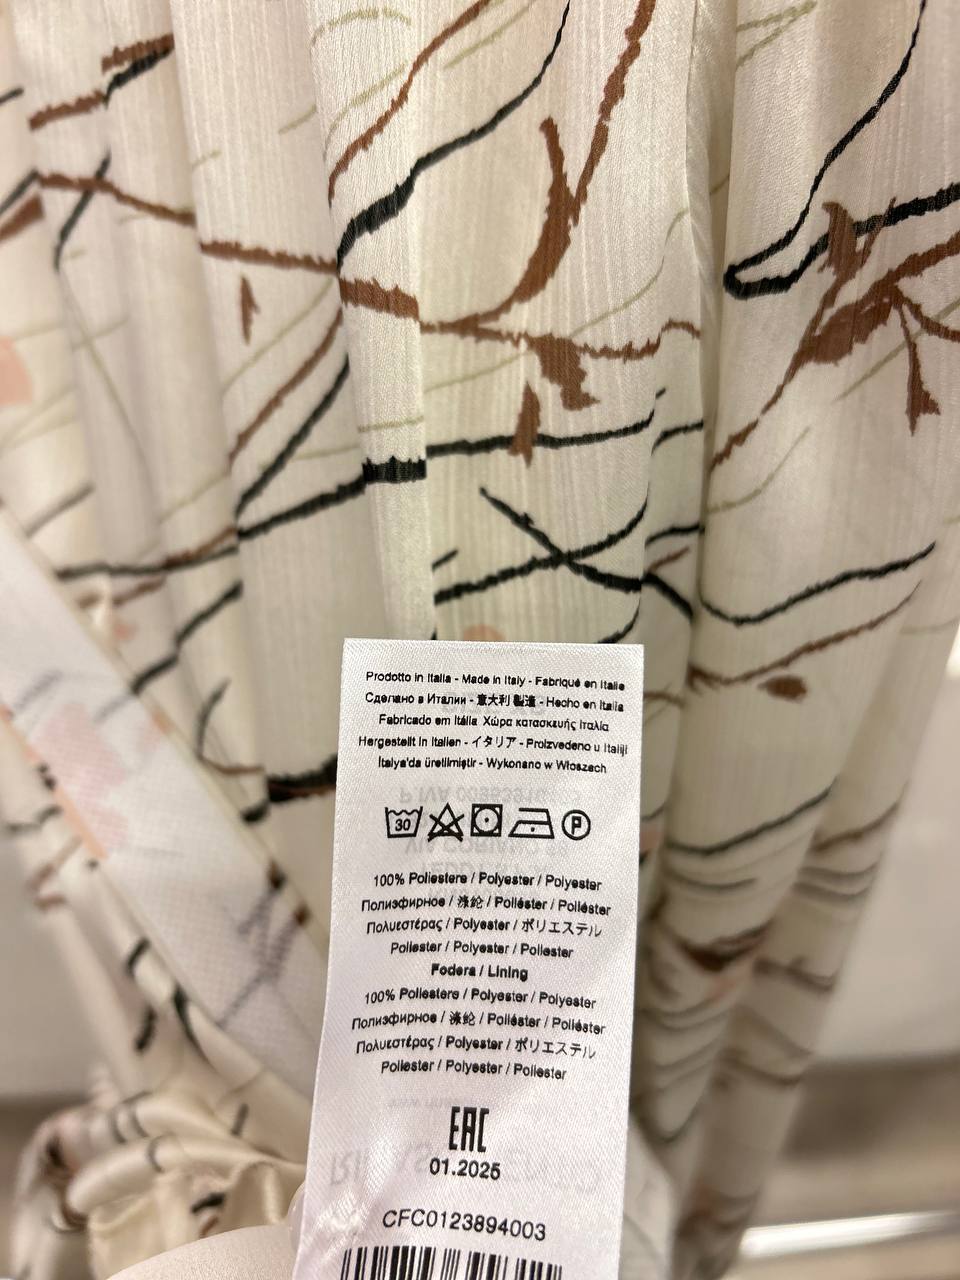 Prodotto in Italia - Made in Italy - Fabriqué en Italie
Сделано в Италии - 意大利 製造 - Hecho en Italia
Fabricado em Itália Χώρα κατασκευής Ιταλία
Hergestellt in Italien - イタリア - Proizvedeno u Italiji
İtalya'da üretilmiştir - Wykonano w Włoszech
30
P
100% Poliestere / Polyester / Polyester
Полиэфирное / 涤纶 / Poliéster / Poliéster
Πολυεστέρας / Polyester / ポリエステル
Poliester / Polyester / Poliester
Fodera / Lining
100% Poliestere / Polyester / Polyester
Полиэфирное / 涤纶 / Poliéster / Poliéster
Πολυεστέρας / Polyester / ポリエステル
Poliester / Polyester / Poliester
EAC
01.2025
CFC0123894003